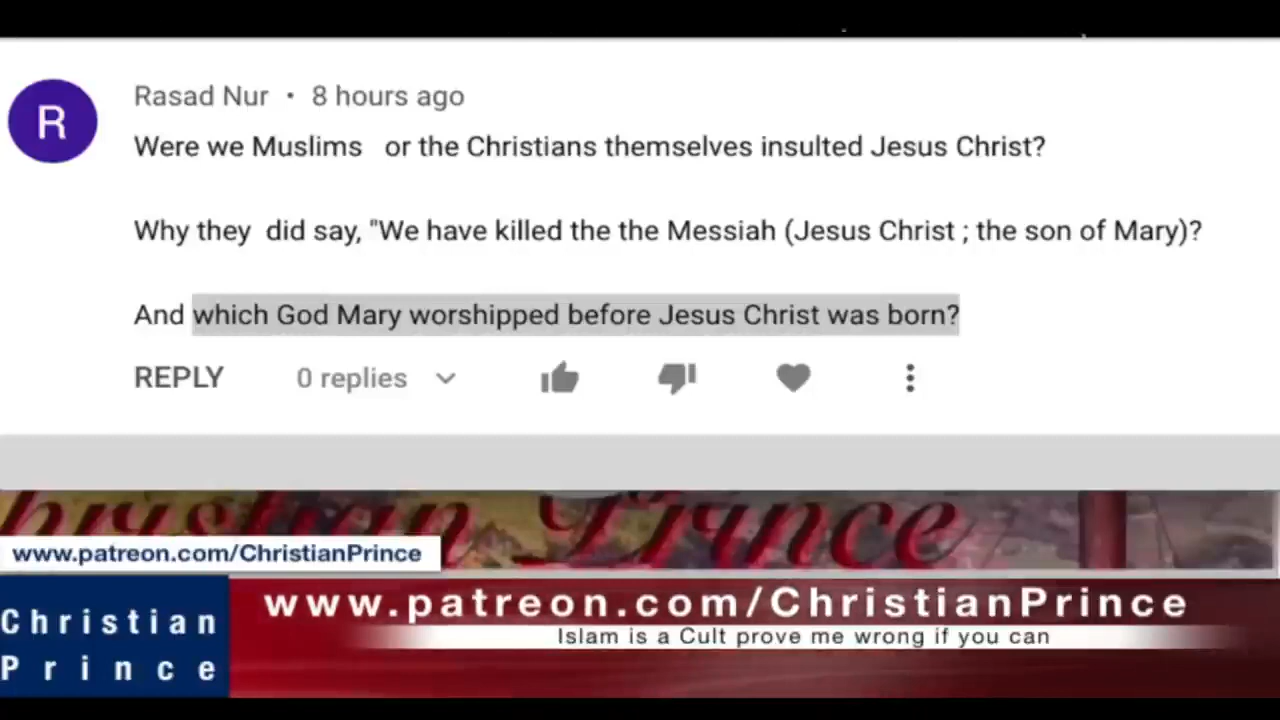 Rasad Nur • 8 hours ago
Were we Muslims or the Christians themselves insulted Jesus Christ?
Why they did say, "We have killed the the Messiah (Jesus Christ ; the son of Mary)?
And which God Mary worshipped before Jesus Christ was born?
REPLY 0 replies
R
hristian Prince
www.patreon.com/ChristianPrince
Christian
Prince
www.patreon.com/ChristianPrince
Islam is a Cult prove me wrong if you can